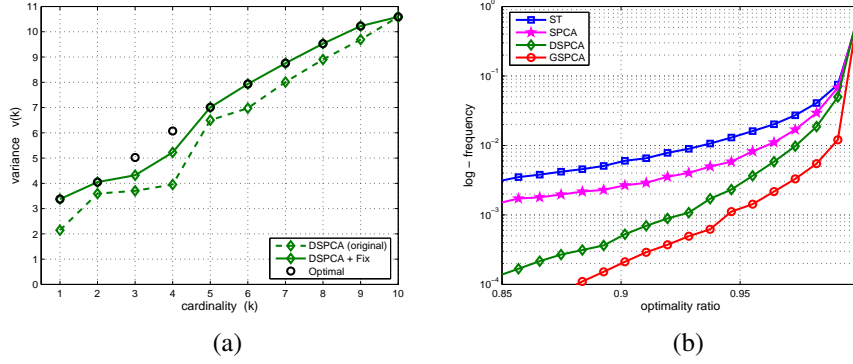 11
10
9
8
7
6
5
4
3
2
1
0
variance v(k)
1 2 3 4 5 6 7 8 9 10
cardinality (k)
DSPCA (original)
DSPCA + Fix
Optimal
(a)
10^0
10^-1
10^-2
10^-3
10^-4
log − frequency
ST
SPCA
DSPCA
GSPCA
0.85 0.9 0.95
optimality ratio
(b)